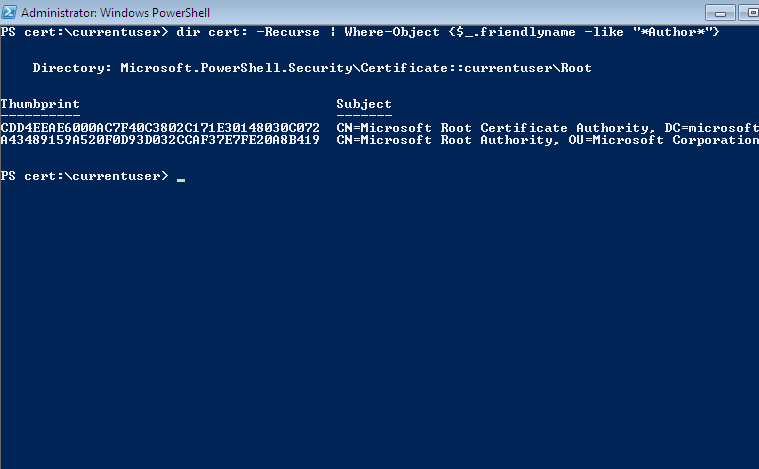 Administrator: Windows PowerShell
PS cert:\currentuser> dir cert: -Recurse | Where-Object {$_.friendlyname -like "*Author*"}
Directory: Microsoft.PowerShell.Security\Certificate::currentuser\Root
Thumbprint Subject
---------- -------
CDD4EEAE6000AC7F40C3802C171E30148030C072 CN=Microsoft Root Certificate Authority, DC=microsoft
A43489159A520F0D93D032CCAF37E7FE20A8B419 CN=Microsoft Root Authority, OU=Microsoft Corporation
PS cert:\currentuser>